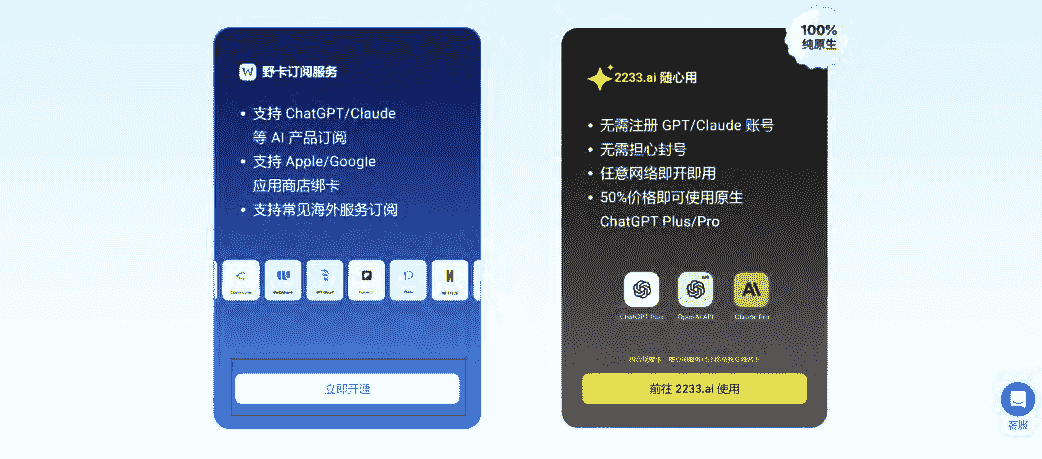 野卡订阅服务
支持 ChatGPT/Claude
等 AI 产品订阅
支持 Apple/Google
应用商店绑卡
支持常见海外服务订阅
立即开通
100%
纯原生
2233.ai 随心用
无需注册 GPT/Claude 账号
无需担心封号
任意网络即开即用
50%价格即可使用原生
ChatGPT Plus/Pro
ChatGPT Plus
OpenAI API
Claude Pro
前往 2233.ai 使用
客服